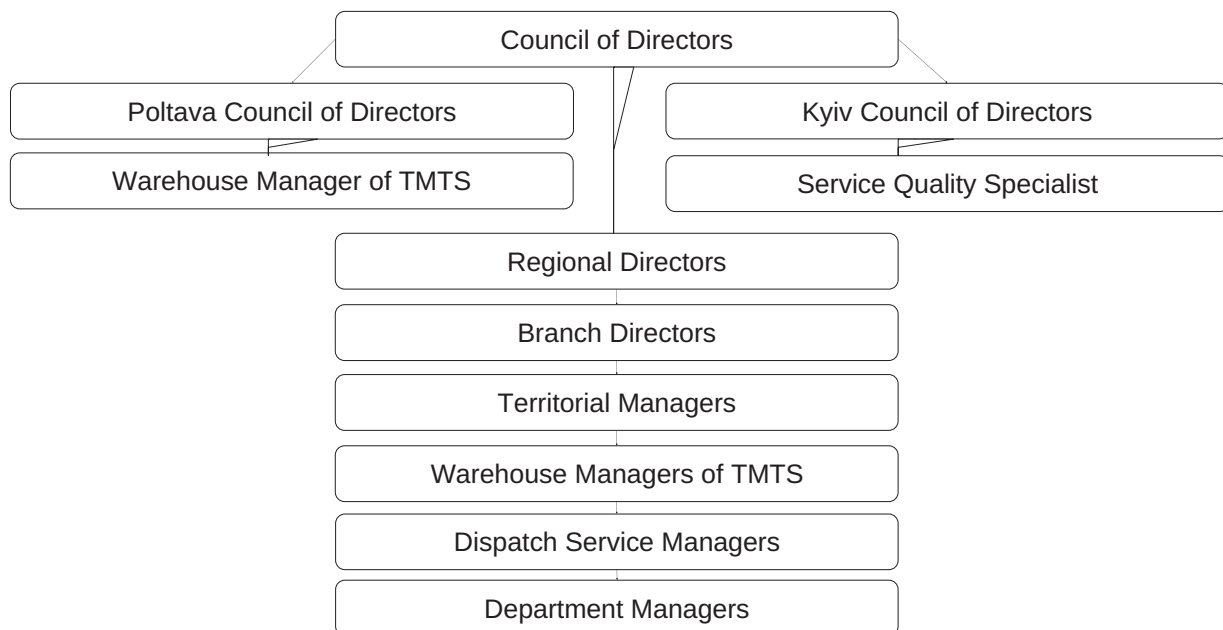 Council of Directors
Poltava Council of Directors
Kyiv Council of Directors
Warehouse Manager of TMTS
Service Quality Specialist
Regional Directors
Branch Directors
Territorial Managers
Warehouse Managers of TMTS
Dispatch Service Managers
Department Managers